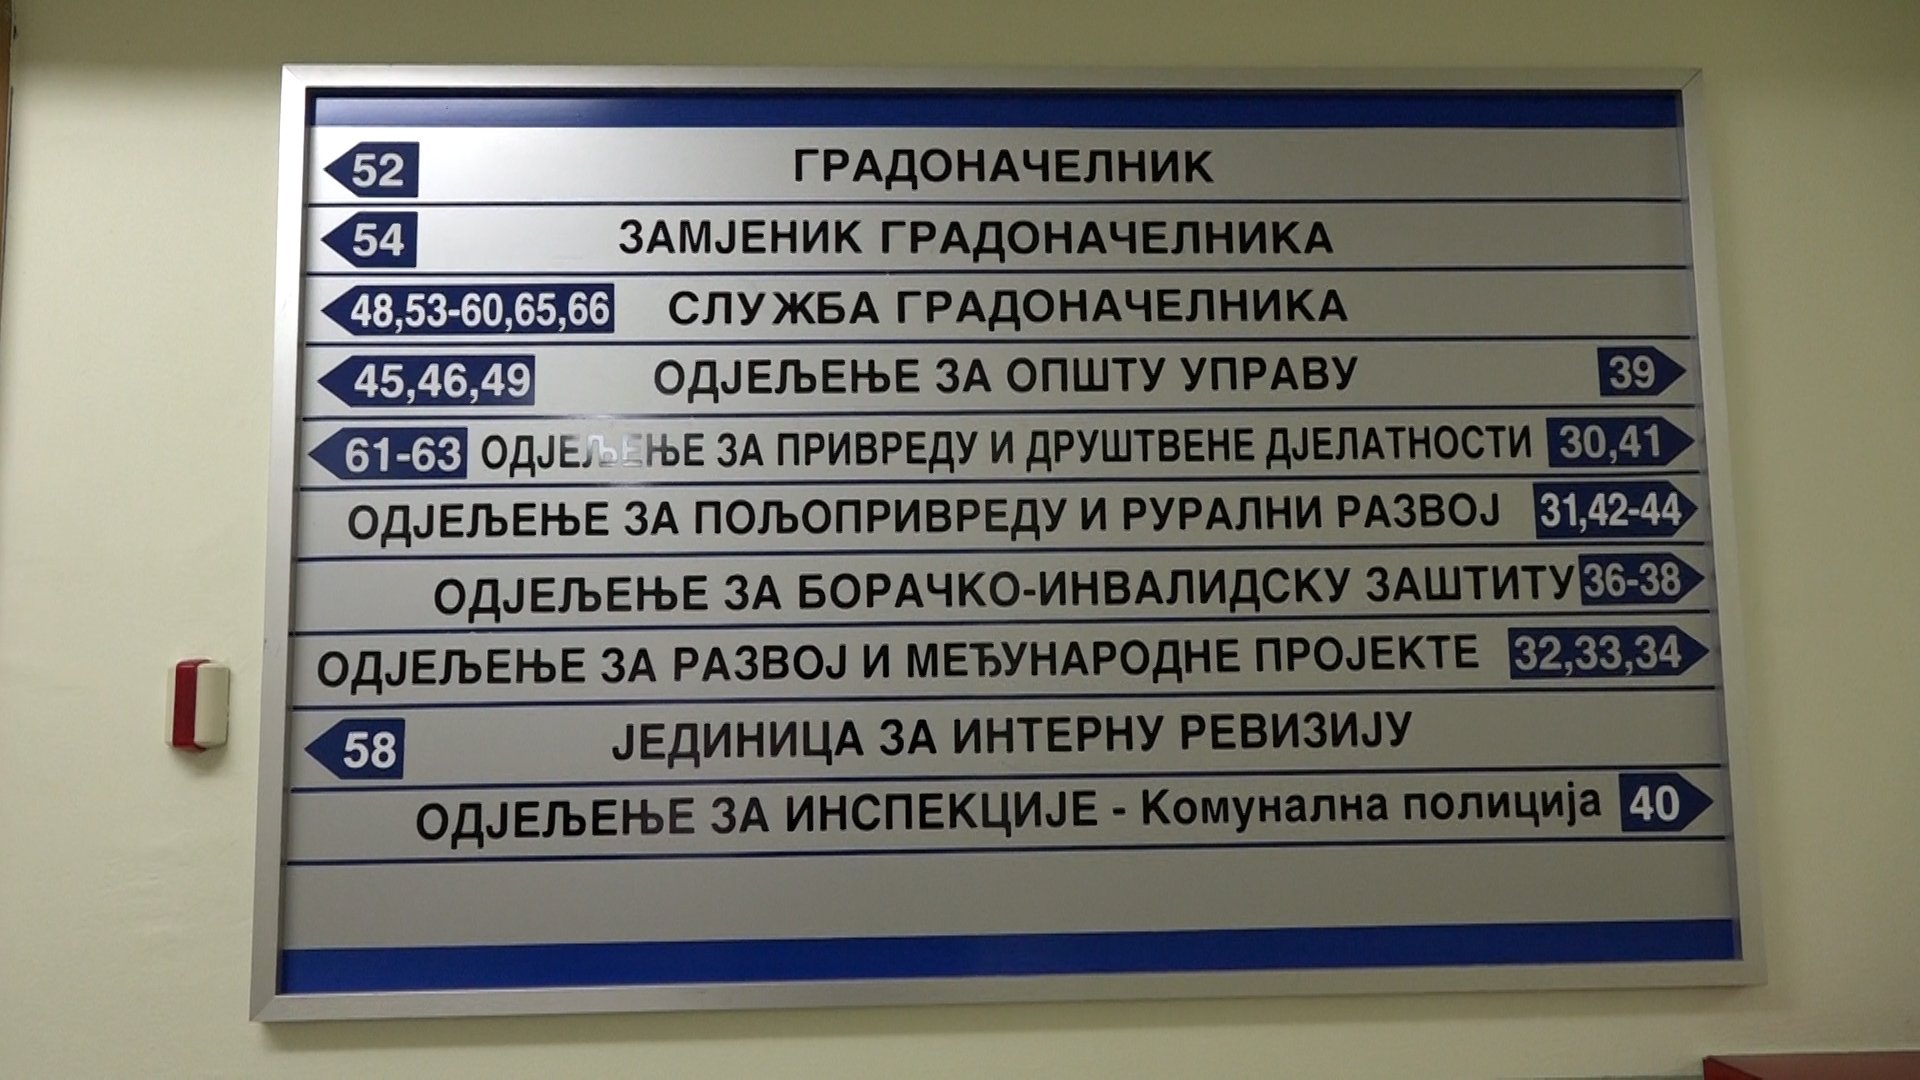 52 ГРАДОНАЧЕЛНИК
54 ЗАМЈЕНИК ГРАДОНАЧЕЛНИКА
48,53-60,65,66 СЛУЖБА ГРАДОНАЧЕЛНИКА
45,46,49 ОДЈЕЉЕЊЕ ЗА ОПШТУ УПРАВУ 39
61-63 ОДЈЕЉЕЊЕ ЗА ПРИВРЕДУ И ДРУШТВЕНЕ ДЈЕЛАТНОСТИ 30,41
ОДЈЕЉЕЊЕ ЗА ПОЉОПРИВРЕДУ И РУРАЛНИ РАЗВОЈ 31,42-44
ОДЈЕЉЕЊЕ ЗА БОРАЧКО-ИНВАЛИДСКУ ЗАШТИТУ 36-38
ОДЈЕЉЕЊЕ ЗА РАЗВОЈ И МЕЂУНАРОДНЕ ПРОЈЕКТЕ 32,33,34
58 ЈЕДИНИЦА ЗА ИНТЕРНУ РЕВИЗИЈУ
ОДЈЕЉЕЊЕ ЗА ИНСПЕКЦИЈЕ - Комунална полиција 40